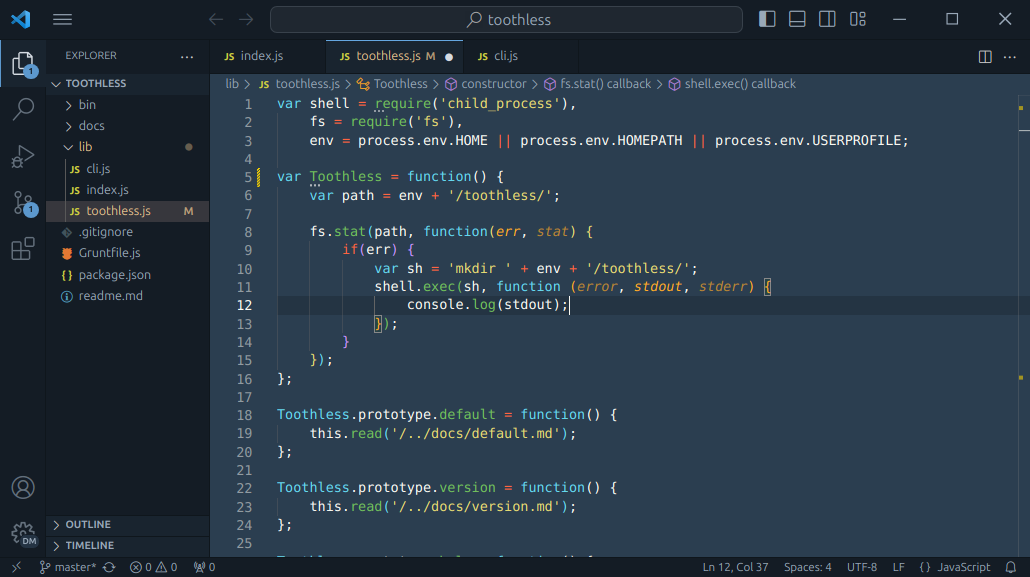 toothless
EXPLORER
TOOTHLESS
bin
docs
lib
JS cli.js
JS index.js
JS toothless.js M
.gitignore
Gruntfile.js
{} package.json
readme.md
OUTLINE
TIMELINE
1
1
DM
JS index.js
JS toothless.js M
JS cli.js
lib > JS toothless.js > Toothless > constructor > fs.stat() callback > shell.exec() callback
1 var shell = require('child_process'),
2 fs = require('fs'),
3 env = process.env.HOME || process.env.HOMEPATH || process.env.USERPROFILE;
4
5 var Toothless = function() {
6 var path = env + '/toothless/';
7
8 fs.stat(path, function(err, stat) {
9 if(err) {
10 var sh = 'mkdir ' + env + '/toothless/';
11 shell.exec(sh, function (error, stdout, stderr) {
12 console.log(stdout);
13 });
14 }
15 });
16 };
17
18 Toothless.prototype.default = function() {
19 this.read('/../docs/default.md');
20 };
21
22 Toothless.prototype.version = function() {
23 this.read('/../docs/version.md');
24 };
25
master* 0 0 0 Ln 12, Col 37 Spaces: 4 UTF-8 LF {} JavaScript